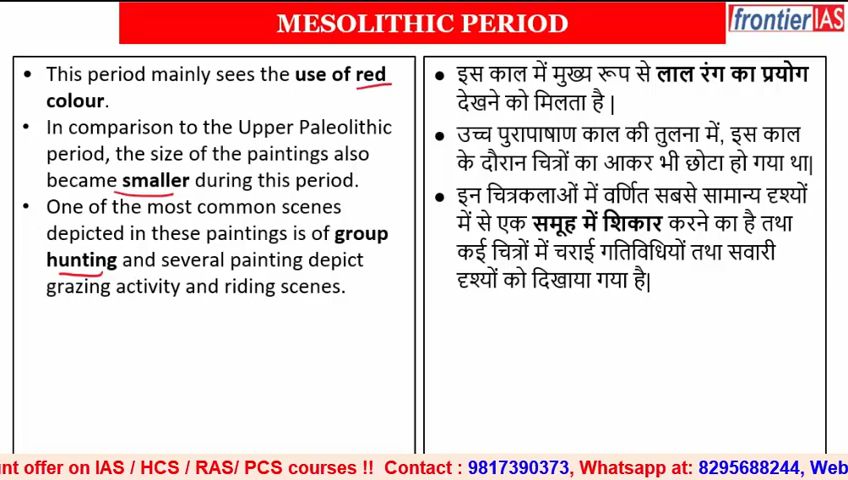 MESOLITHIC PERIOD
frontierIAS
• This period mainly sees the use of red
colour.
• In comparison to the Upper Paleolithic
period, the size of the paintings also
became smaller during this period.
• One of the most common scenes
depicted in these paintings is of group
hunting and several painting depict
grazing activity and riding scenes.
• इस काल में मुख्य रूप से लाल रंग का प्रयोग
देखने को मिलता है |
• उच्च पुरापाषाण काल की तुलना में, इस काल
के दौरान चित्रों का आकर भी छोटा हो गया था|
• इन चित्रकलाओं में वर्णित सबसे सामान्य दृश्यों
में से एक समूह में शिकार करने का है तथा
कई चित्रों में चराई गतिविधियों तथा सवारी
दृश्यों को दिखाया गया है|
unt offer on IAS / HCS / RAS/ PCS courses !! Contact : 9817390373, Whatsapp at: 8295688244, Web